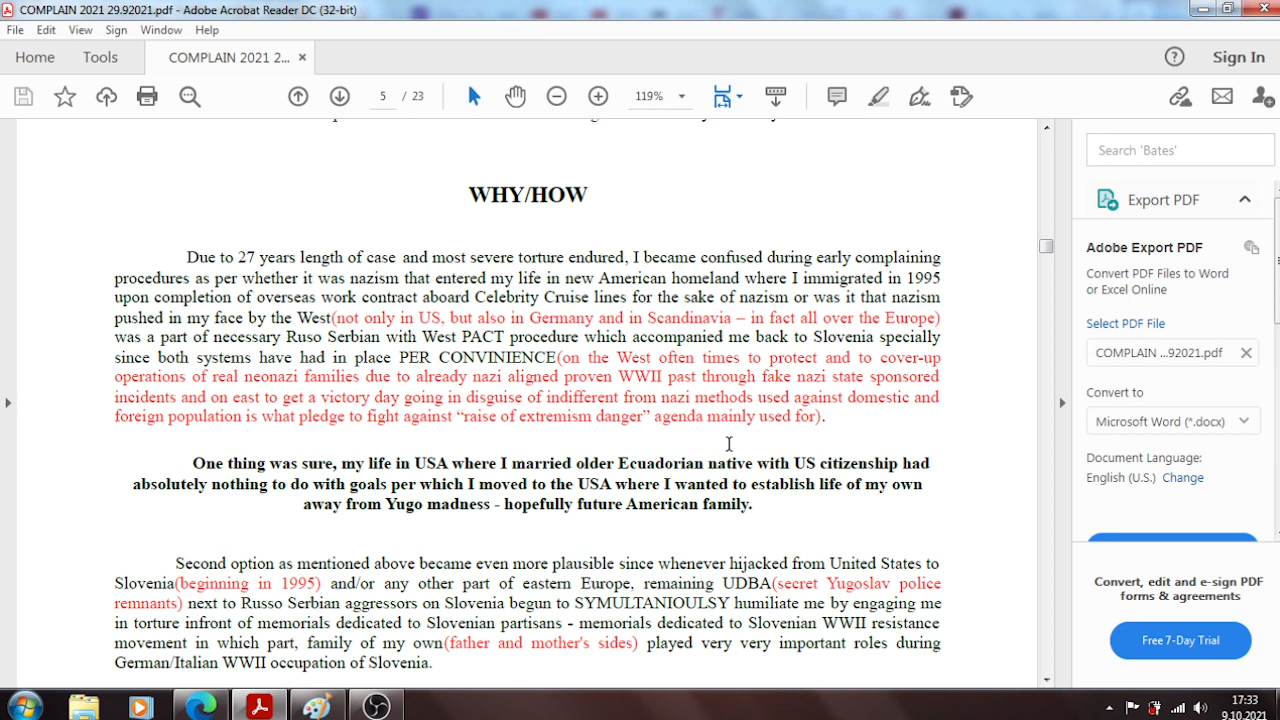 COMPLAIN 2021 29.92021.pdf - Adobe Acrobat Reader DC (32-bit)
File Edit View Sign Window Help
Home Tools COMPLAIN 2021 2... × Sign In
5 / 23 119%
Search 'Bates'
WHY/HOW
Export PDF
Due to 27 years length of case and most severe torture endured, I became confused during early complaining
procedures as per whether it was nazism that entered my life in new American homeland where I immigrated in 1995
upon completion of overseas work contract aboard Celebrity Cruise lines for the sake of nazism or was it that nazism
pushed in my face by the West(not only in US, but also in Germany and in Scandinavia – in fact all over the Europe)
was a part of necessary Ruso Serbian with West PACT procedure which accompanied me back to Slovenia specially
since both systems have had in place PER CONVINIENCE(on the West often times to protect and to cover-up
operations of real neonazi families due to already nazi aligned proven WWII past through fake nazi state sponsored
incidents and on east to get a victory day going in disguise of indifferent from nazi methods used against domestic and
foreign population is what pledge to fight against “raise of extremism danger” agenda mainly used for).
One thing was sure, my life in USA where I married older Ecuadorian native with US citizenship had
absolutely nothing to do with goals per which I moved to the USA where I wanted to establish life of my own
away from Yugo madness - hopefully future American family.
Second option as mentioned above became even more plausible since whenever hijacked from United States to
Slovenia(beginning in 1995) and/or any other part of eastern Europe, remaining UDBA(secret Yugoslav police
remnants) next to Russo Serbian aggressors on Slovenia begun to SYMULTANIOULSY humiliate me by engaging me
in torture infront of memorials dedicated to Slovenian partisans - memorials dedicated to Slovenian WWII resistance
movement in which part, family of my own(father and mother's sides) played very very important roles during
German/Italian WWII occupation of Slovenia.
Adobe Export PDF
Convert PDF Files to Word
or Excel Online
Select PDF File
COMPLAIN ...92021.pdf
Convert to
Microsoft Word (*.docx)
Document Language:
English (U.S.) Change
Convert, edit and e-sign PDF
forms & agreements
Free 7-Day Trial
17:33
9.10.2021